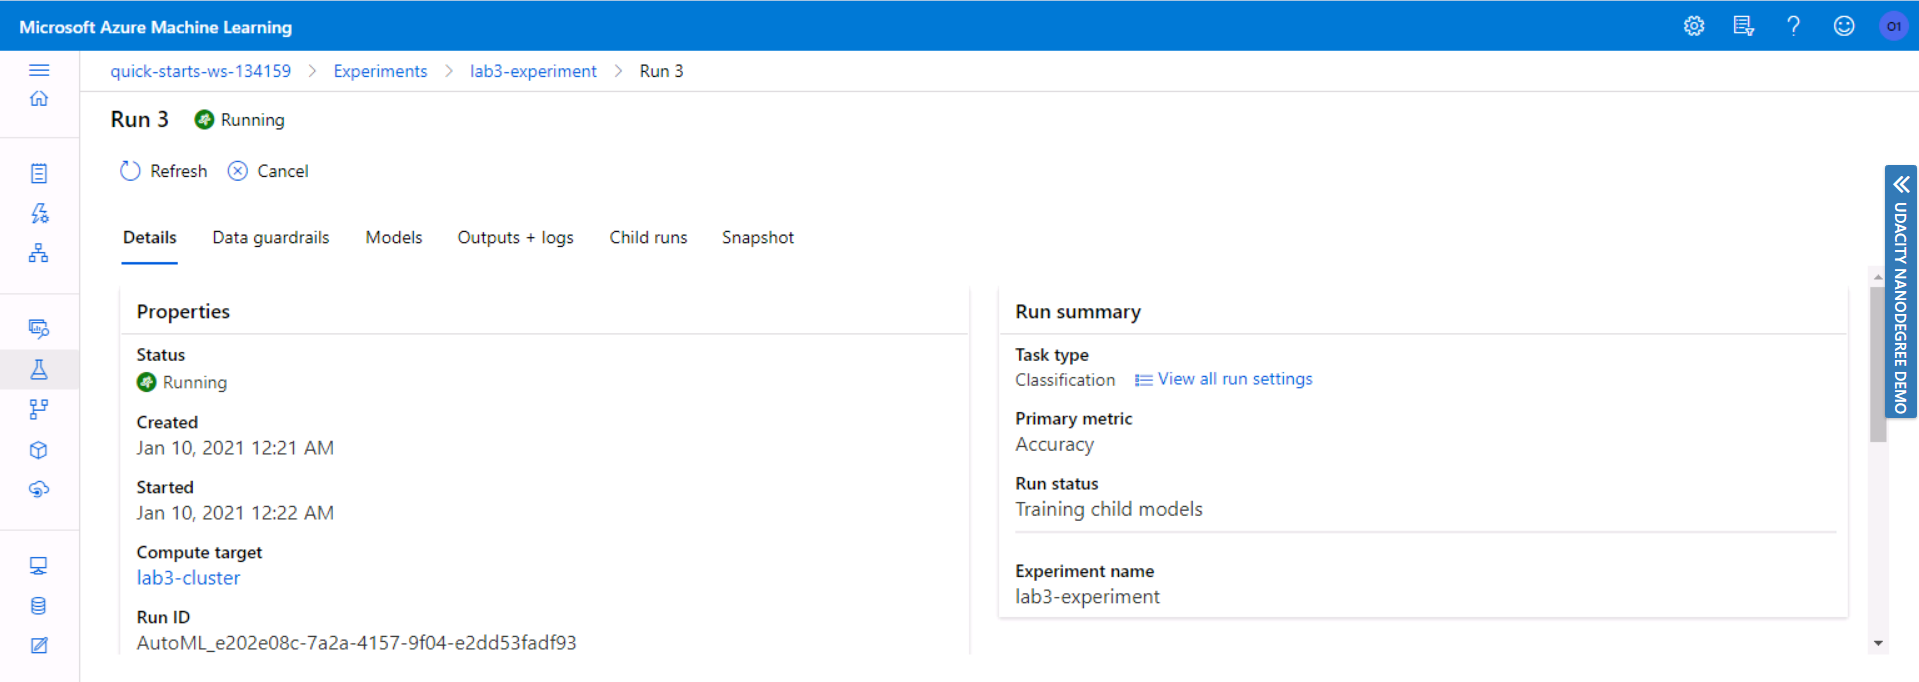 Microsoft Azure Machine Learning
O1
quick-starts-ws-134159 > Experiments > lab3-experiment > Run 3
Run 3 Running
Refresh Cancel
Details Data guardrails Models Outputs + logs Child runs Snapshot
Properties
Status
Running
Created
Jan 10, 2021 12:21 AM
Started
Jan 10, 2021 12:22 AM
Compute target
lab3-cluster
Run ID
AutoML_e202e08c-7a2a-4157-9f04-e2dd53fadf93
Run summary
Task type
Classification View all run settings
Primary metric
Accuracy
Run status
Training child models
Experiment name
lab3-experiment
UDACITY NANODEGREE DEMO